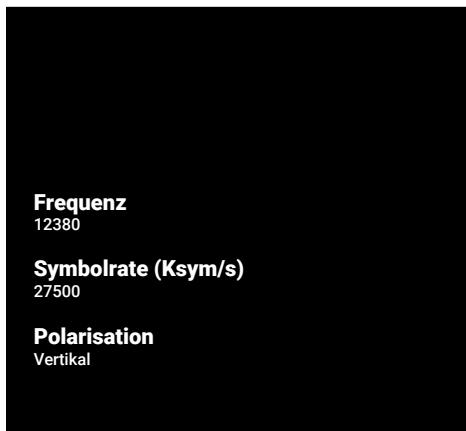 Frequenz
12380
Symbolrate (Ksym/s)
27500
Polarisation
Vertikal